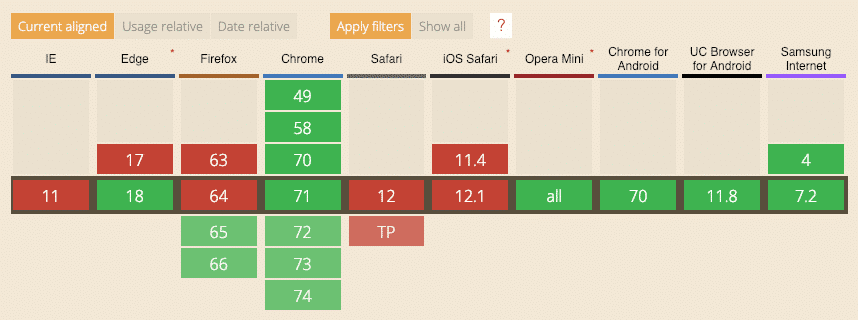 Current aligned Usage relative Date relative Apply filters Show all ?
IE Edge * Firefox Chrome Safari iOS Safari * Opera Mini * Chrome for Android UC Browser for Android Samsung Internet
49
58
17 63 70 11.4 4
11 18 64 71 12 12.1 all 70 11.8 7.2
65 72 TP
66 73
74